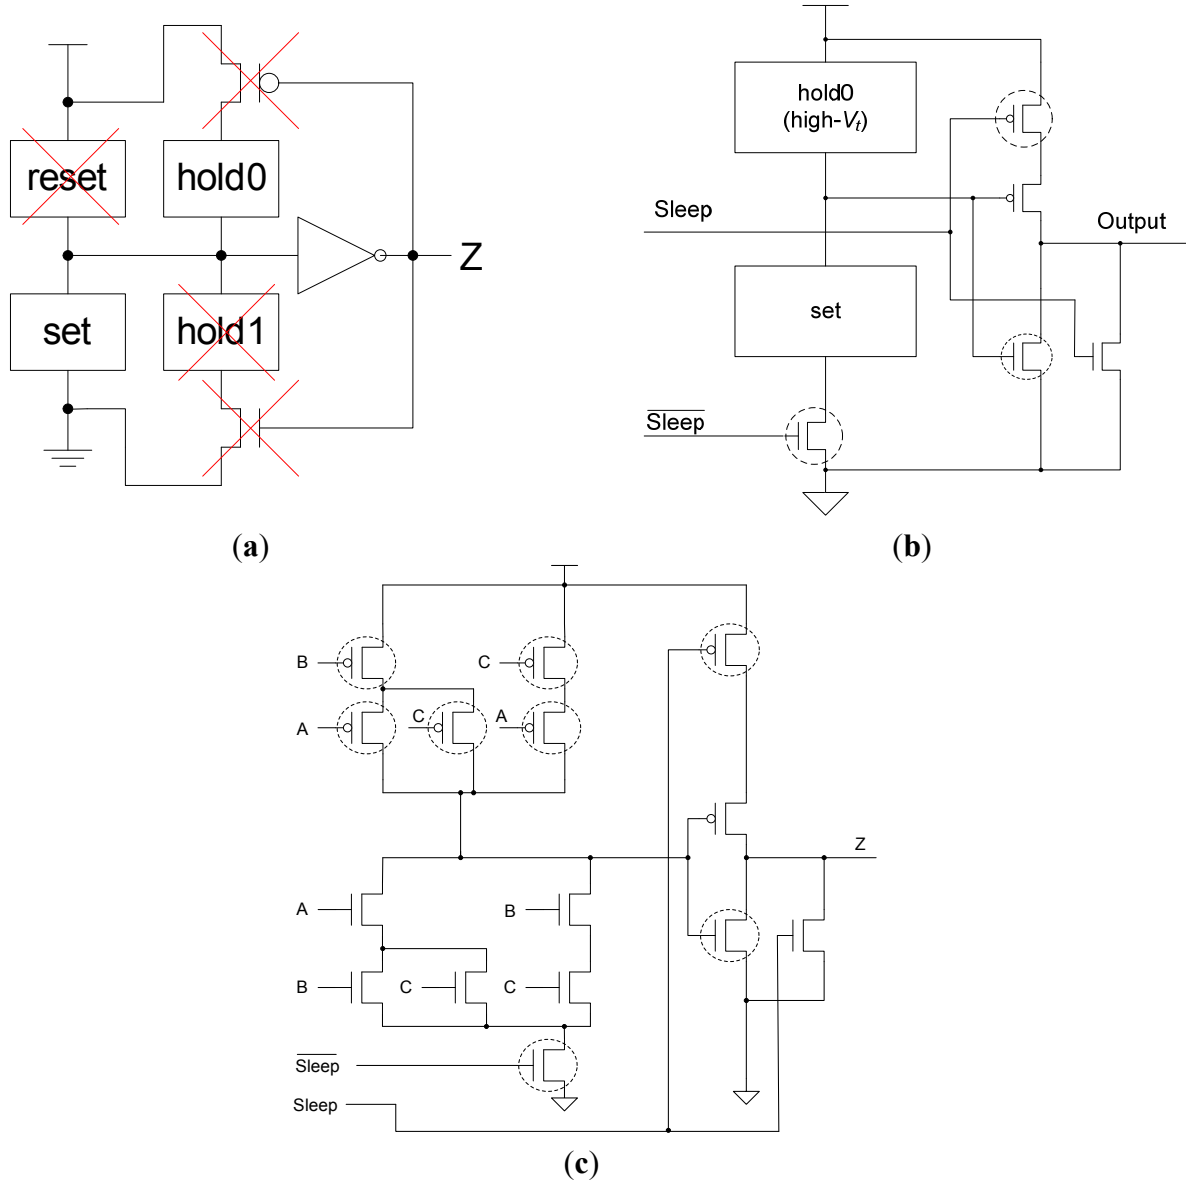 reset
hold0
Z
set
hold1
(a)
hold0
(high-Vt)
Sleep
Output
set
Sleep
(b)
B
C
A
C
A
Z
A
B
B
C
C
Sleep
Sleep
(c)